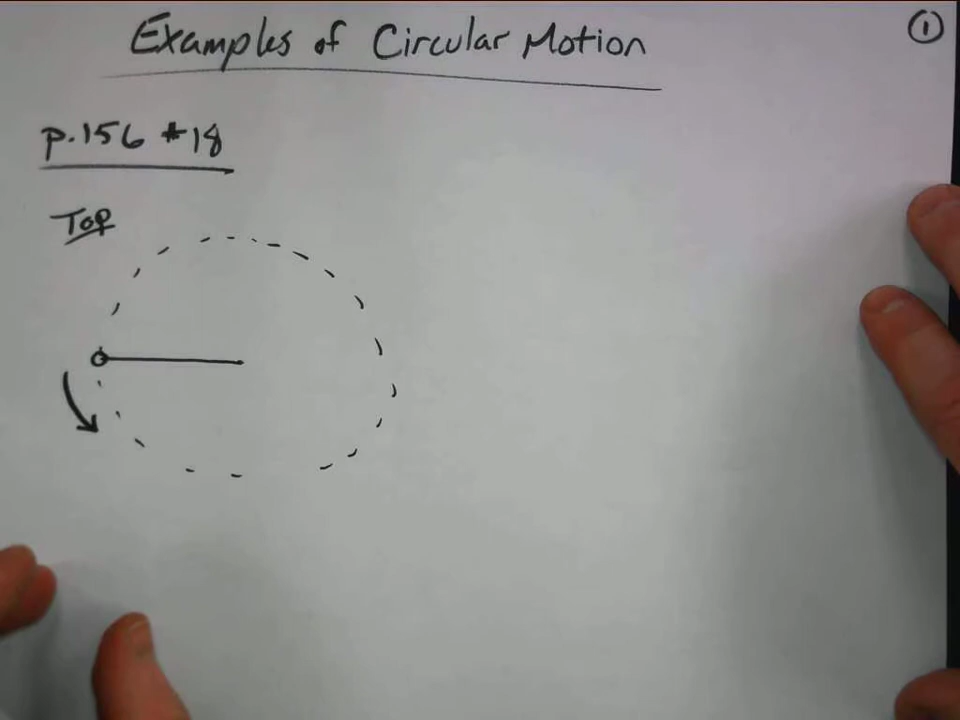 Examples of Circular Motion
①
p.156 #18
Top